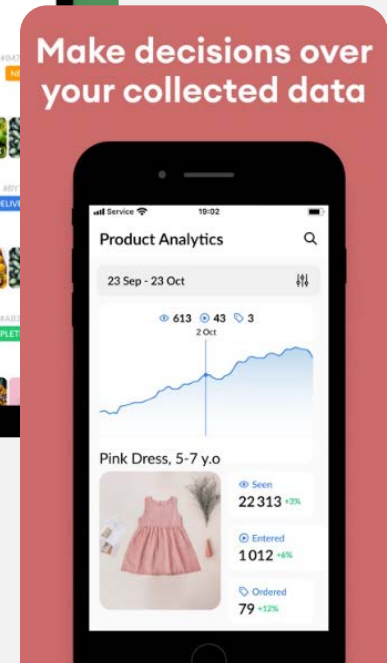 Make decisions over
your collected data
Service 19:02
Product Analytics
23 Sep - 23 Oct
613 43 3
2 Oct
Pink Dress, 5-7 y.o
Seen
22 313 +3%
Entered
1 012 +6%
Ordered
79 +12%